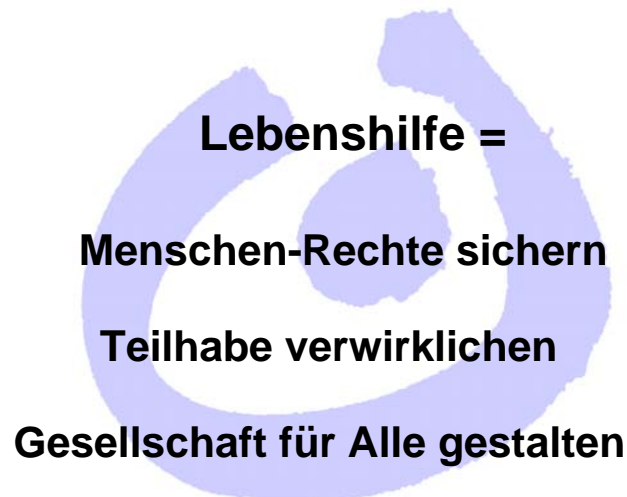 Lebenshilfe =
Menschen-Rechte sichern
Teilhabe verwirklichen
Gesellschaft für Alle gestalten